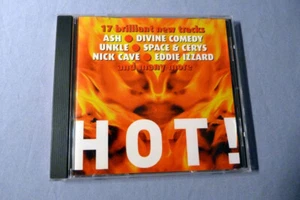 17 brilliant new tracks
ASH • DIVINE COMEDY
UNKLE • SPACE & CERYS
NICK CAVE • EDDIE IZZARD
and many more
HOT!